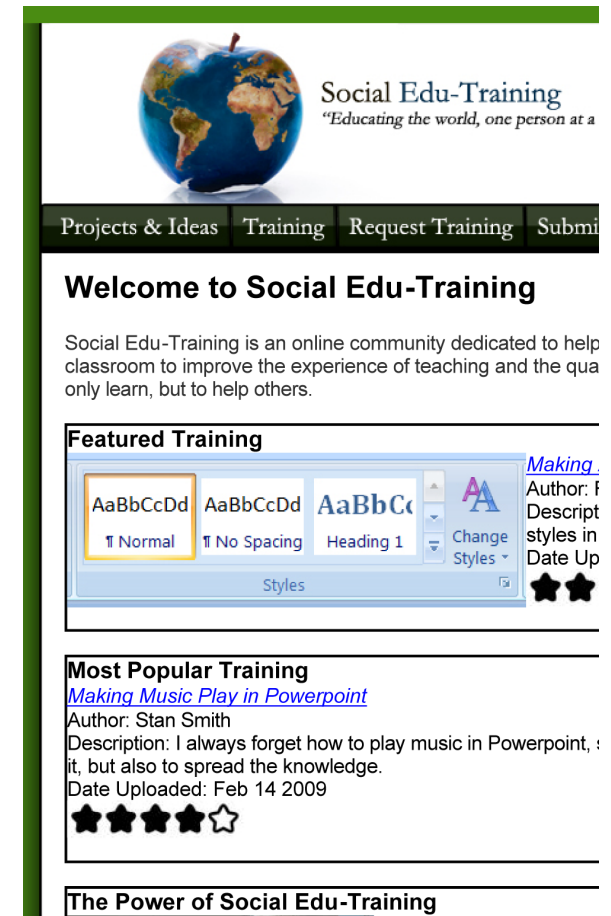 Social Edu-Training
“Educating the world, one person at a
Projects & Ideas Training Request Training Submi
Welcome to Social Edu-Training
Social Edu-Training is an online community dedicated to help
classroom to improve the experience of teaching and the qua
only learn, but to help others.
Featured Training
AaBbCcDd AaBbCcDd AaBbCc
¶ Normal ¶ No Spacing Heading 1
Change
Styles
Styles
Making
Author:
Descript
styles in
Date Up
Most Popular Training
Making Music Play in Powerpoint
Author: Stan Smith
Description: I always forget how to play music in Powerpoint, s
it, but also to spread the knowledge.
Date Uploaded: Feb 14 2009
The Power of Social Edu-Training